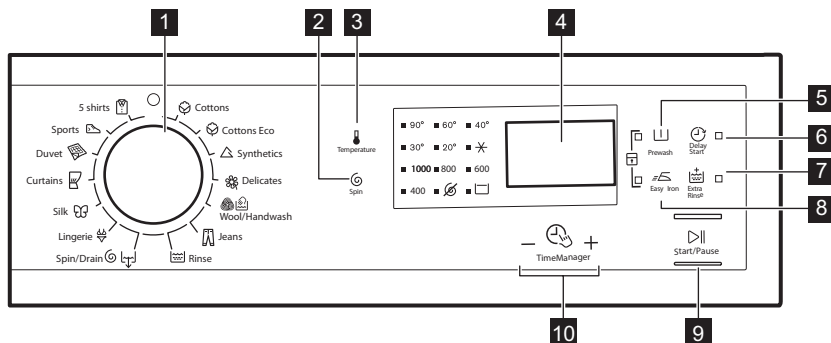 1
2
3
4
5
6
7
8
9
10
5 shirts
Sports
Duvet
Curtains
Silk
Lingerie
Spin/Drain
Cottons
Cottons Eco
Synthetics
Delicates
Wool/Handwash
Jeans
Rinse
Temperature
Spin
90° 60° 40°
30° 20°
1000 800 600
400
Prewash
Delay
Start
Easy Iron
Extra
Rinse
TimeManager
Start/Pause